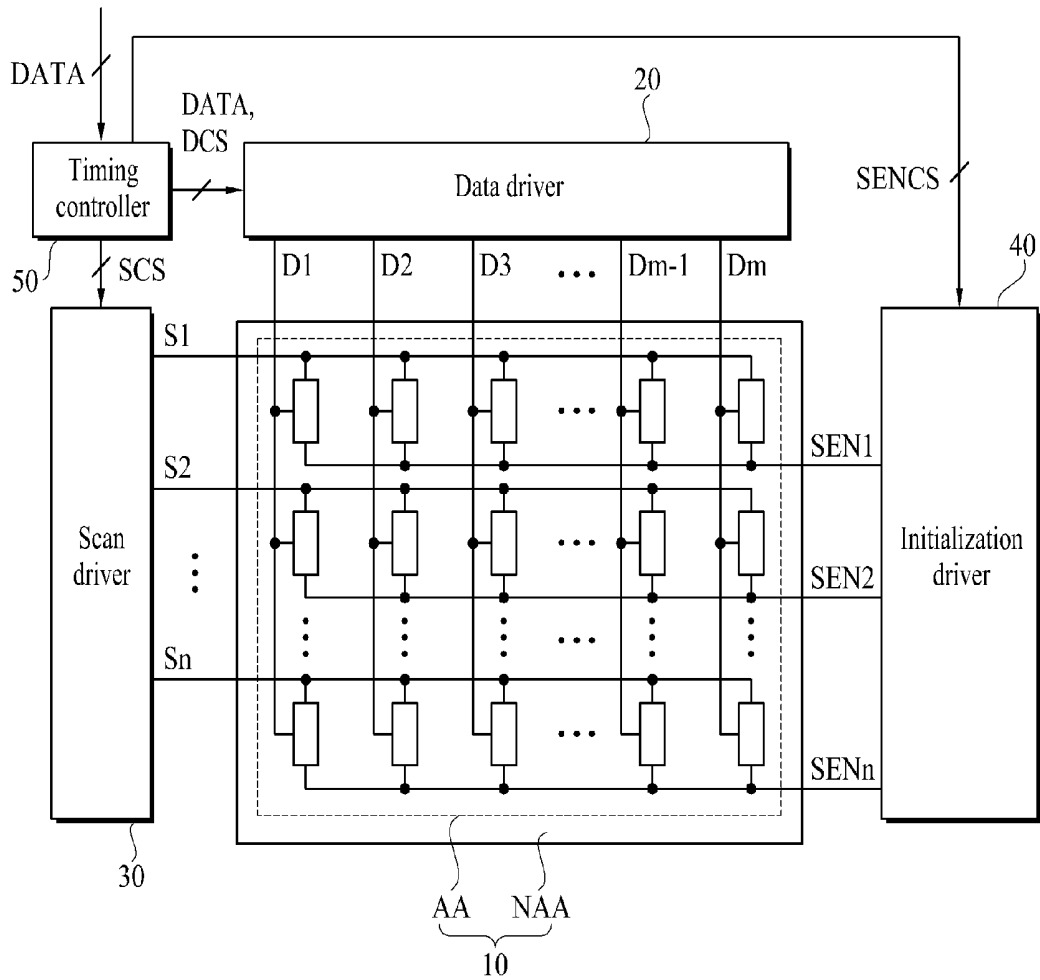 DATA
DATA,
DCS
20
Timing
controller
Data driver
SENCS
50
SCS
D1 D2 D3 ••• Dm-1 Dm
40
S1
SEN1
S2
Scan
driver
Initialization
driver
SEN2
Sn
SENn
30
AA NAA
10